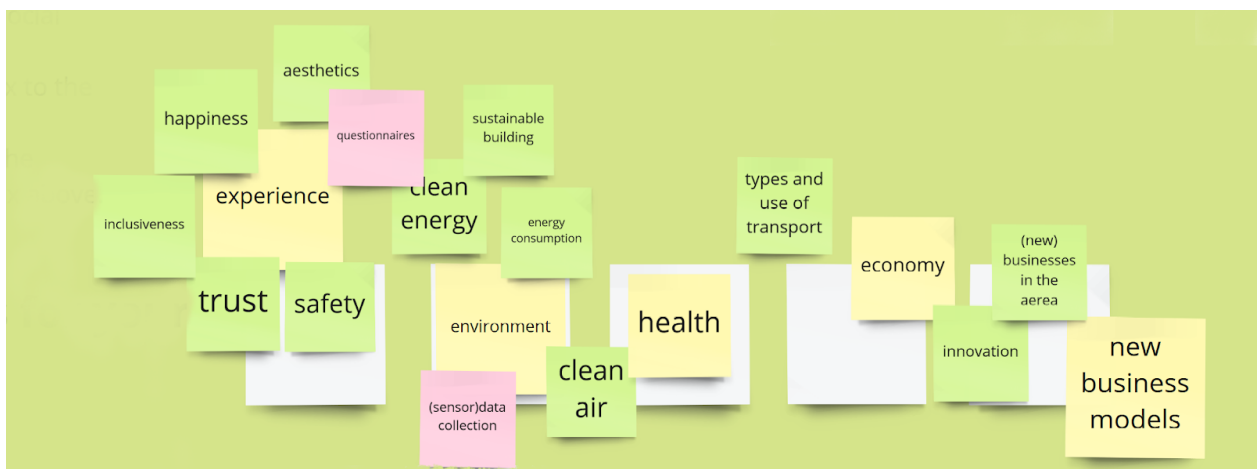 aesthetics
happiness
questionnaires
sustainable
building
experience
clean
energy
types and
use of
transport
inclusiveness
energy
consumption
(new)
businesses
in the
aerea
economy
trust
safety
environment
health
innovation
new
business
models
clean
air
(sensor)data
collection